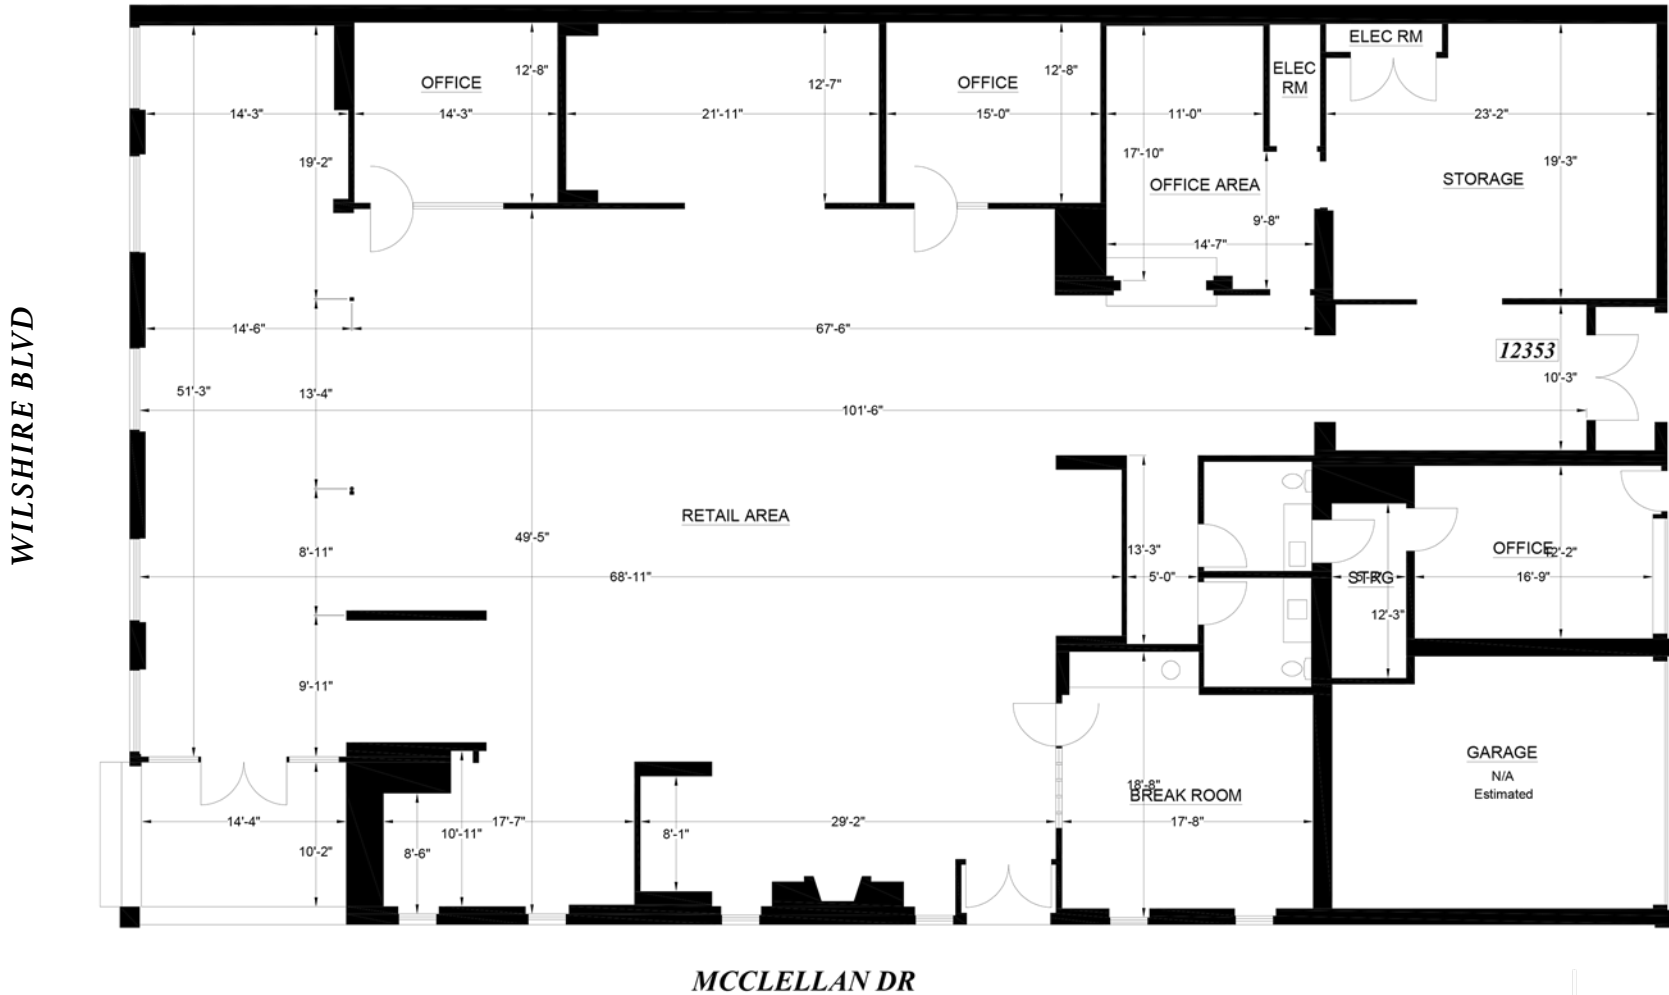 ELEC RM
OFFICE
12'-8"
12'-7"
OFFICE
12'-8"
ELEC
RM
14'-3"
14'-3"
21'-11"
15'-0"
11'-0"
23'-2"
19'-2"
17'-10"
19'-3"
OFFICE AREA
STORAGE
9'-8"
14'-7"
14'-6"
67'-6"
12353
WILSHIRE BLVD
51'-3"
13'-4"
10'-3"
101'-6"
RETAIL AREA
49'-5"
8'-11"
13'-3"
OFFICE
12'-2"
68'-11"
5'-0"
STRG
16'-9"
12'-3"
9'-11"
GARAGE
N/A
Estimated
18'-8"
BREAK ROOM
14'-4"
17'-7"
29'-2"
17'-8"
10'-11"
8'-1"
10'-2"
8'-6"
MCCLELLAN DR